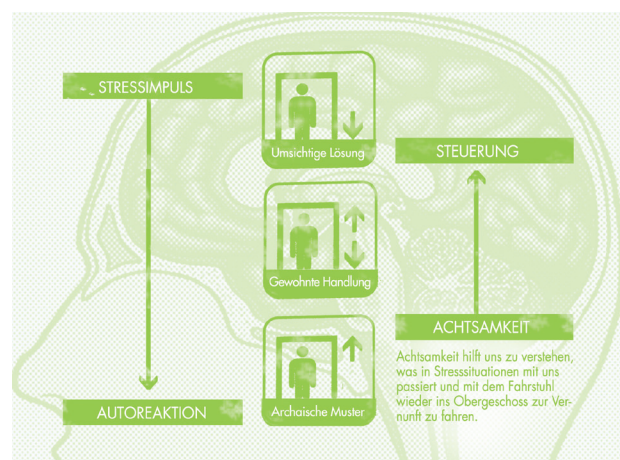 STRESSIMPULS
Umsichtige Lösung
STEUERUNG
Gewohnte Handlung
ACHTSAMKEIT
Achtsamkeit hilft uns zu verstehen,
was in Stresssituationen mit uns
passiert und mit dem Fahrstuhl
wieder ins Obergeschoss zur Ver-
nunft zu fahren.
AUTOREAKTION
Archaische Muster